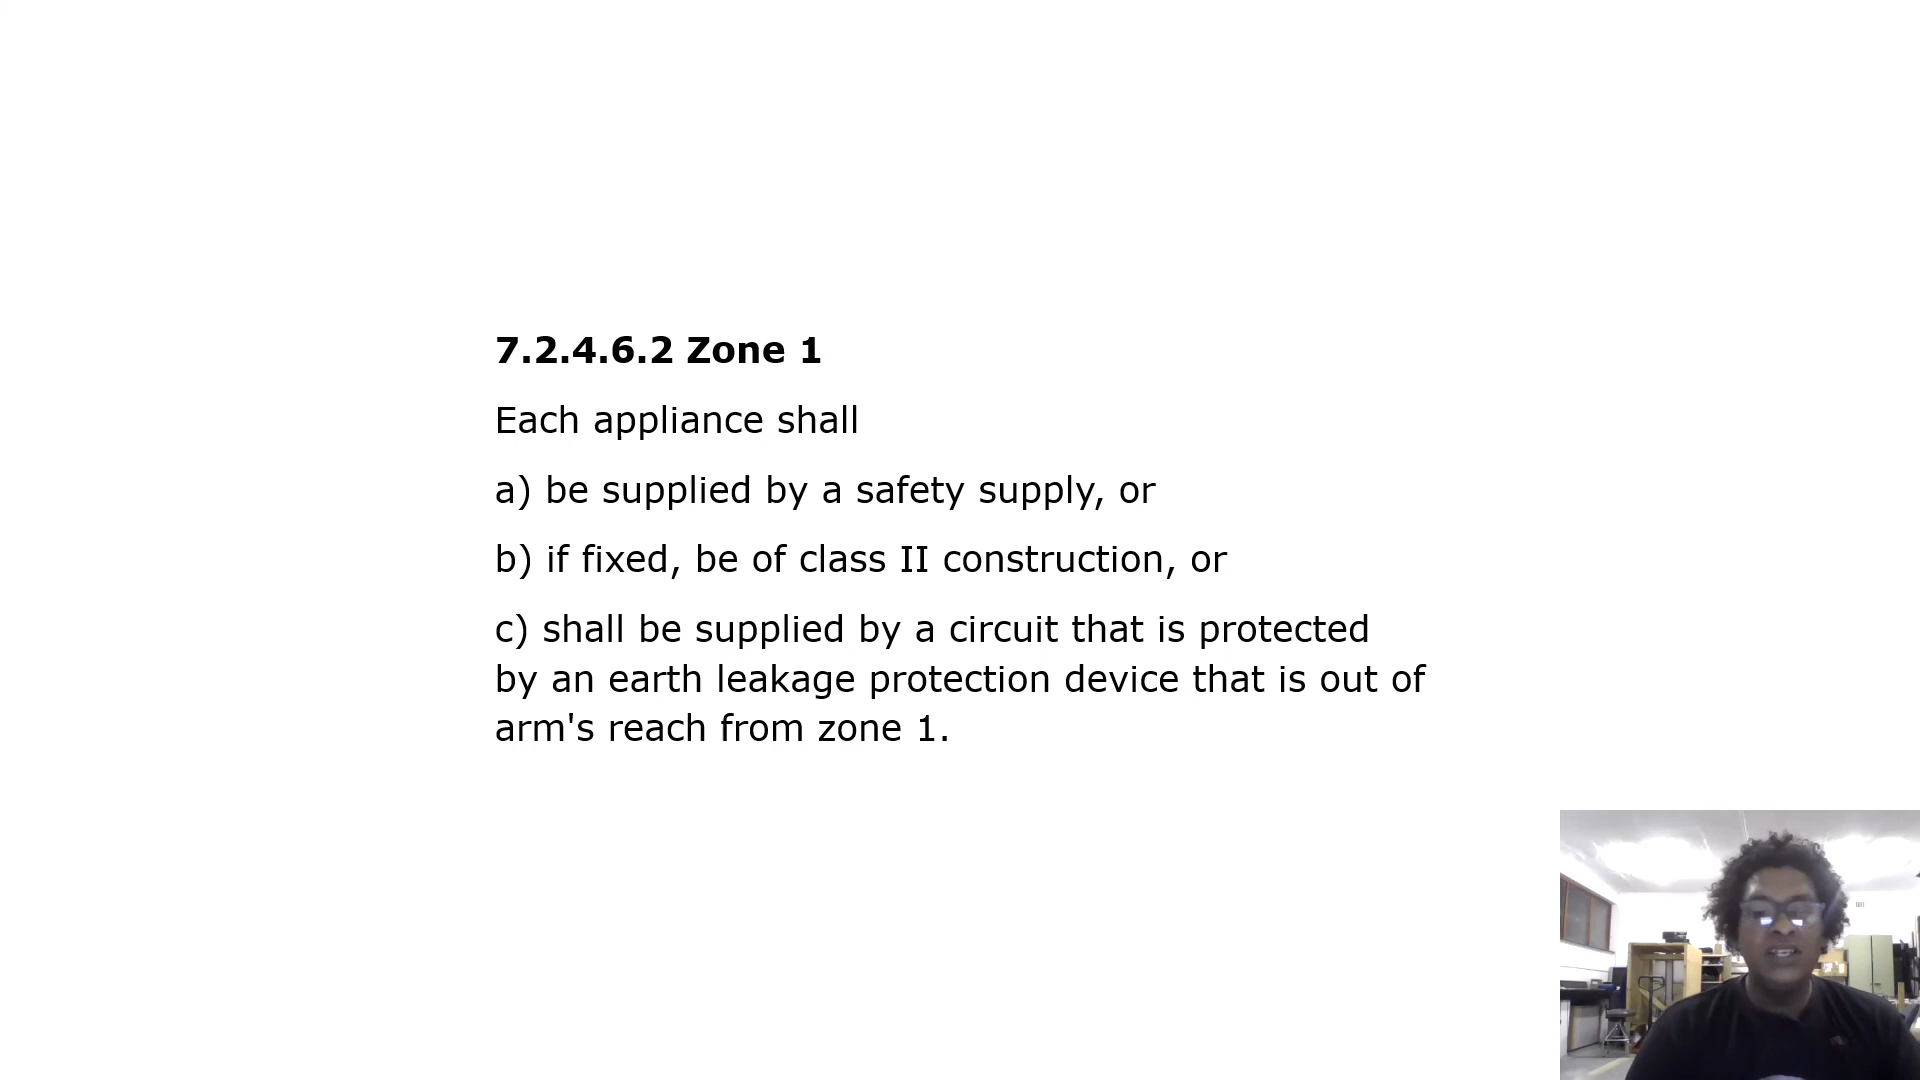 7.2.4.6.2 Zone 1
Each appliance shall
a) be supplied by a safety supply, or
b) if fixed, be of class II construction, or
c) shall be supplied by a circuit that is protected
by an earth leakage protection device that is out of
arm's reach from zone 1.